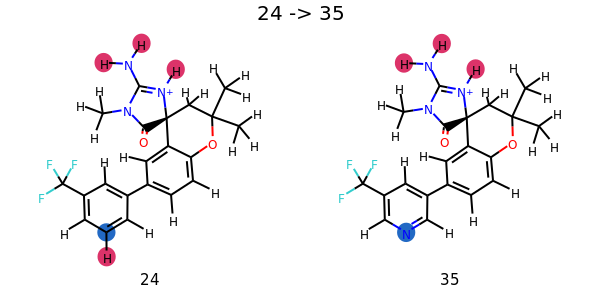 24 -> 35
H H H H
H N H H H H
N N+ H H N N+ H H
H N H H N H
H H
H O O H O O H
H H H H
F F H H F F H H
F H F H
H N H H H
H H
H
24 35